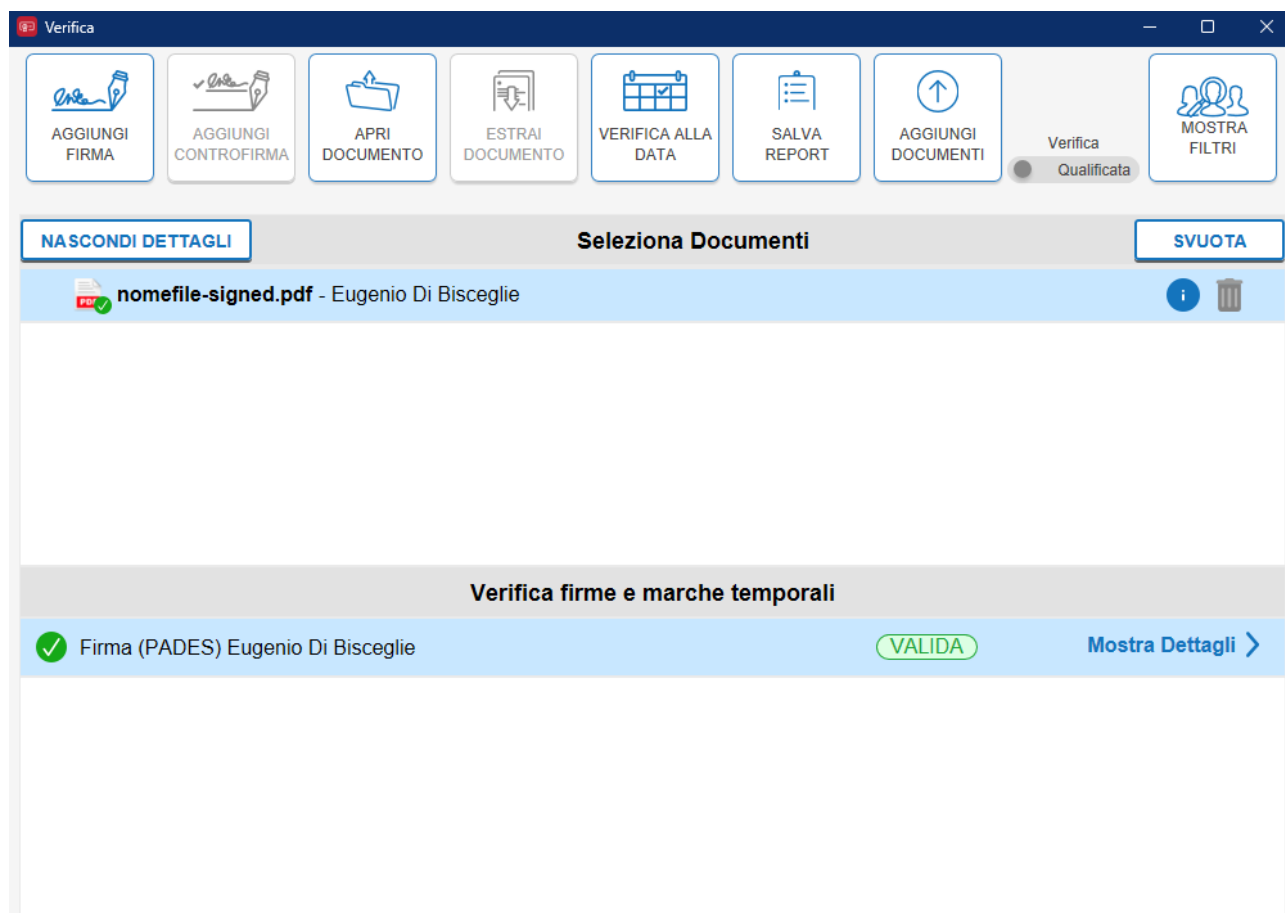 Verifica
AGGIUNGI
FIRMA
AGGIUNGI
CONTROFIRMA
APRI
DOCUMENTO
ESTRAI
DOCUMENTO
VERIFICA ALLA
DATA
SALVA
REPORT
AGGIUNGI
DOCUMENTI
Verifica
Qualificata
MOSTRA
FILTRI
NASCONDI DETTAGLI
Seleziona Documenti
SVUOTA
nomefile-signed.pdf - Eugenio Di Bisceglie
Verifica firme e marche temporali
Firma (PADES) Eugenio Di Bisceglie
VALIDA
Mostra Dettagli